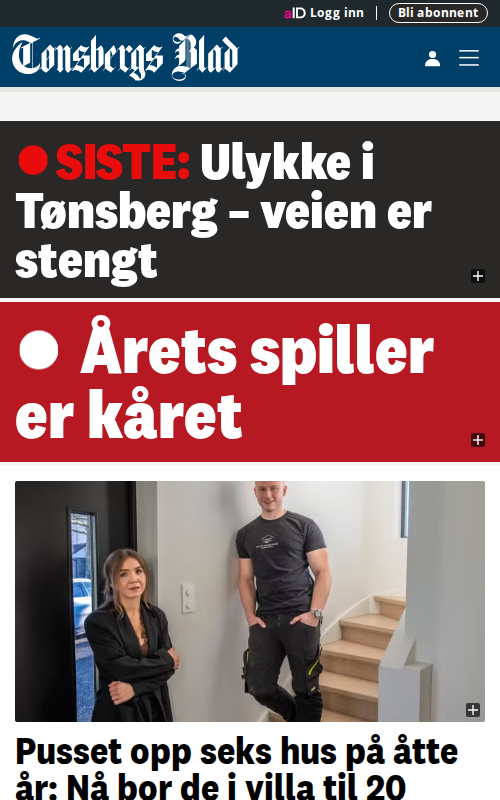 aID Logg inn
Bli abonnent
Tønsbergs Blad
SISTE: Ulykke i
Tønsberg – veien er
stengt
Årets spiller
er kåret
Pusset opp seks hus på åtte
år: Nå bor de i villa til 20